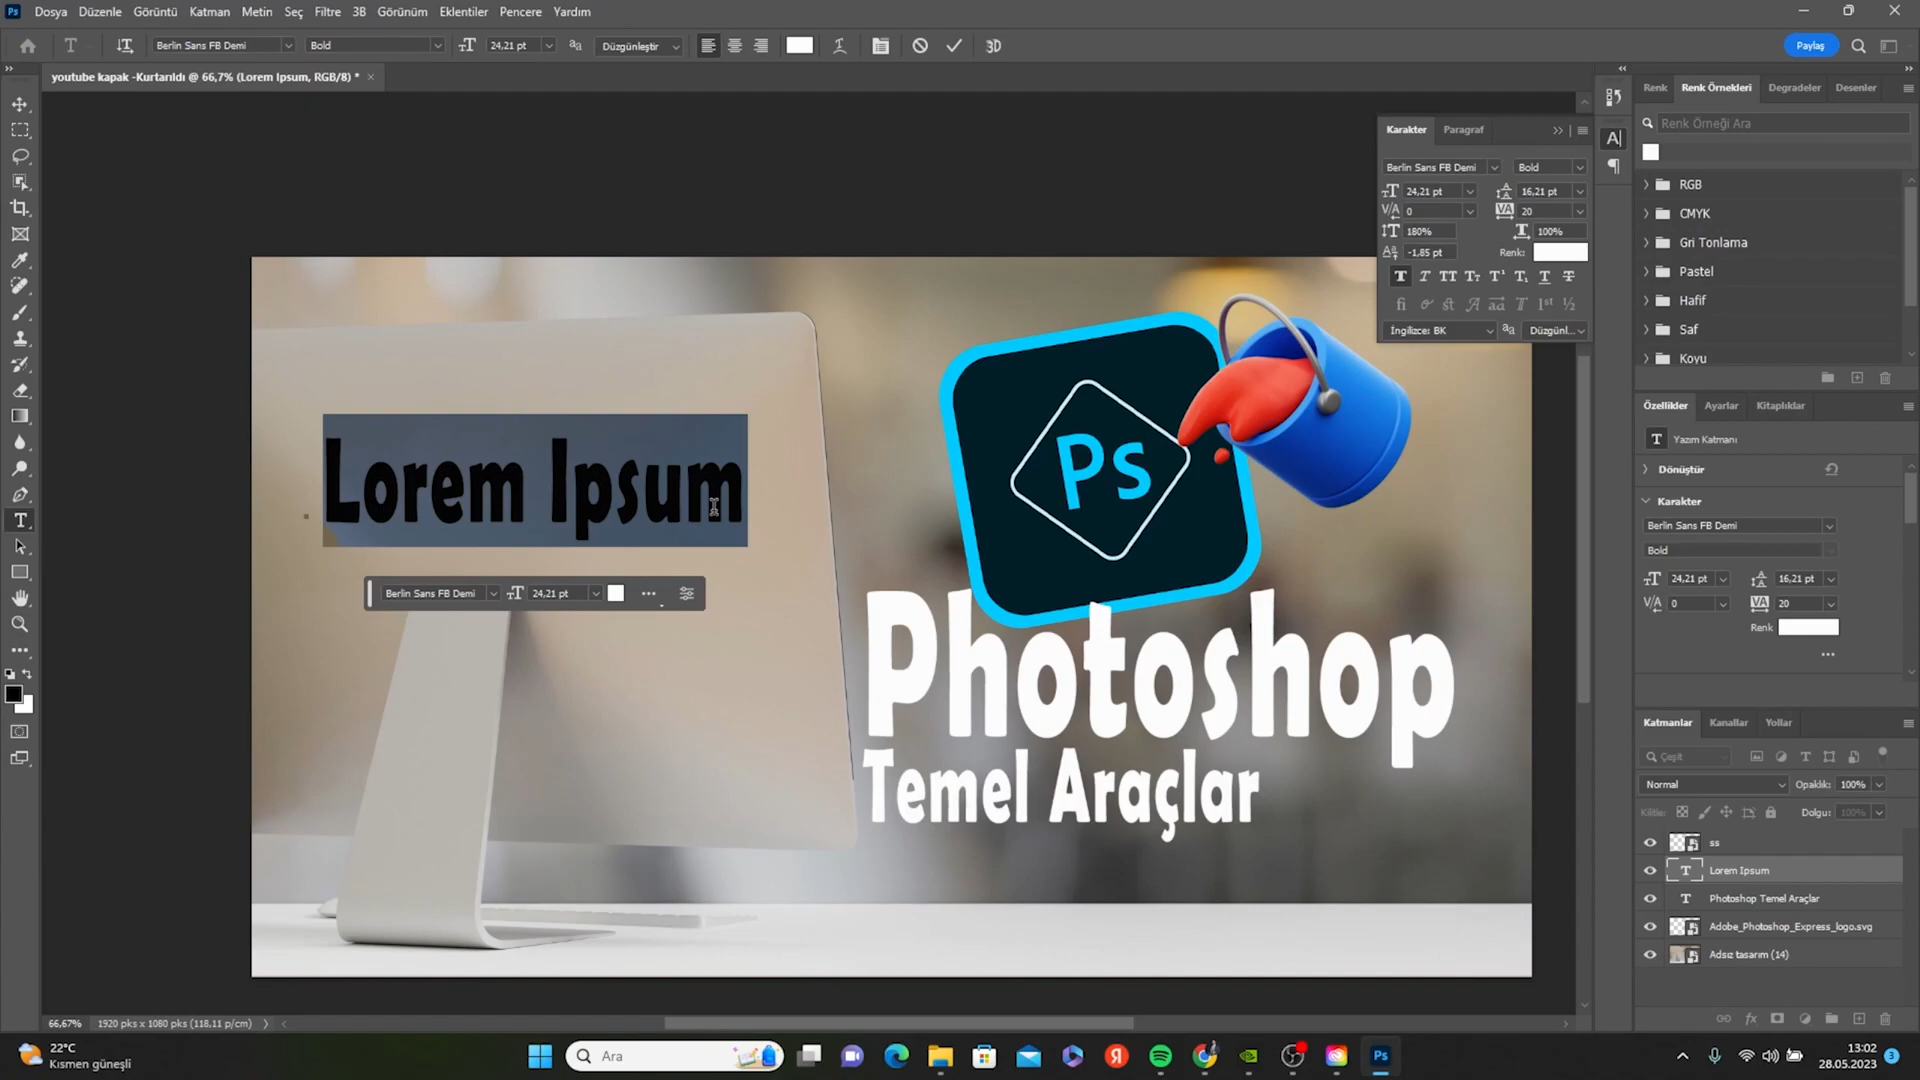 Ps Dosya Düzenle Görüntü Katman Metin Seç Filtre 3B Görünüm Eklentiler Pencere Yardım
T Berlin Sans FB Demi Bold 24,21 pt aa Düzgünleştir 3D Paylaş
youtube kapak -Kurtarıldı @ 66,7% (Lorem Ipsum, RGB/8) *
Renk Renk Örnekleri Degradeler Desenler
Renk Örneği Ara
RGB
CMYK
Gri Tonlama
Pastel
Hafif
Saf
Koyu
Karakter Paragraf
Berlin Sans FB Demi Bold
24,21 pt 16,21 pt
0 20
180% 100%
-1,85 pt Renk:
İngilizce: BK aa Düzgünl...
Özellikler Ayarlar Kitaplıklar
T Yazım Katmanı
Dönüştür
Karakter
Berlin Sans FB Demi
Bold
24,21 pt 16,21 pt
0 20
Renk
Lorem Ipsum
Berlin Sans FB Demi 24,21 pt
Ps
Photoshop
Temel Araçlar
Katmanlar Kanallar Yollar
Çeşit
Normal Opaklık: 100%
Kilitle: Dolgu: 100%
ss
Lorem Ipsum
Photoshop Temel Araçlar
Adobe_Photoshop_Express_logo.svg
Adsız tasarım (14)
66,67% 1920 pks x 1080 pks (118,11 p/cm)
22°C
Kısmen güneşli
Ara
Ps
13:02
28.05.2023
3